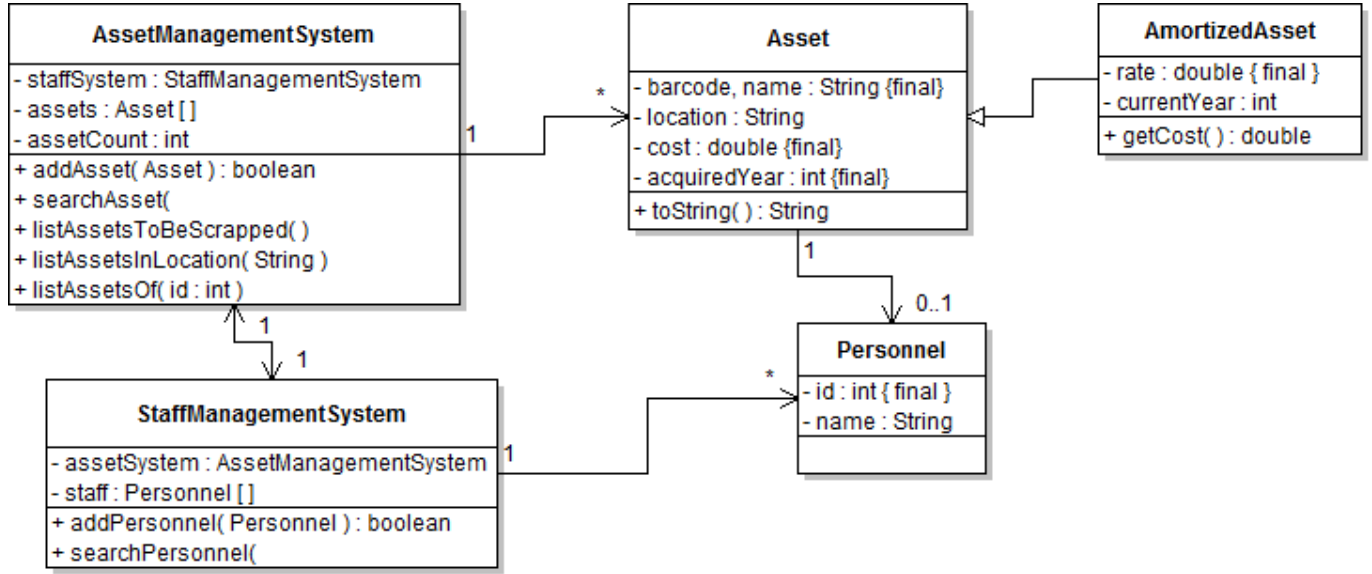 AssetManagementSystem
- staffSystem : StaffManagementSystem
- assets : Asset [ ]
- assetCount : int
+ addAsset( Asset ) : boolean
+ searchAsset(
+ listAssetsToBeScrapped( )
+ listAssetsInLocation( String )
+ listAssetsOf( id : int )
1
*
Asset
- barcode, name : String {final}
- location : String
- cost : double {final}
- acquiredYear : int {final}
+ toString( ) : String
AmortizedAsset
- rate : double { final }
- currentYear : int
+ getCost( ) : double
1
0..1
1
1
StaffManagementSystem
- assetSystem : AssetManagementSystem
- staff : Personnel [ ]
+ addPersonnel( Personnel ) : boolean
+ searchPersonnel(
1
*
Personnel
- id : int { final }
- name : String